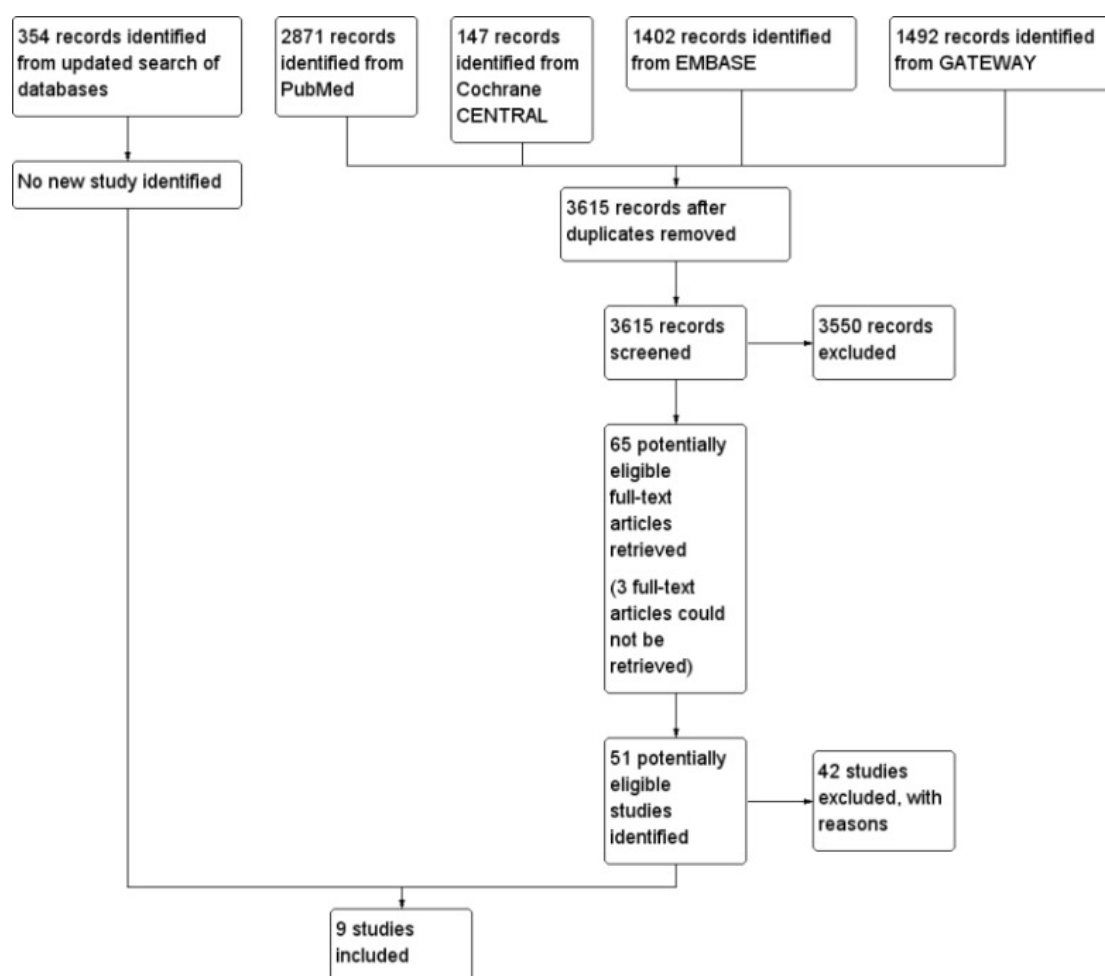 354 records identified
from updated search of
databases
2871 records
identified from
PubMed
147 records
identified from
Cochrane
CENTRAL
1402 records identified
from EMBASE
1492 records identified
from GATEWAY
No new study identified
3615 records after
duplicates removed
3615 records
screened
3550 records
excluded
65 potentially
eligible
full-text
articles
retrieved
(3 full-text
articles could
not be
retrieved)
51 potentially
eligible
studies
identified
42 studies
excluded, with
reasons
9 studies
included